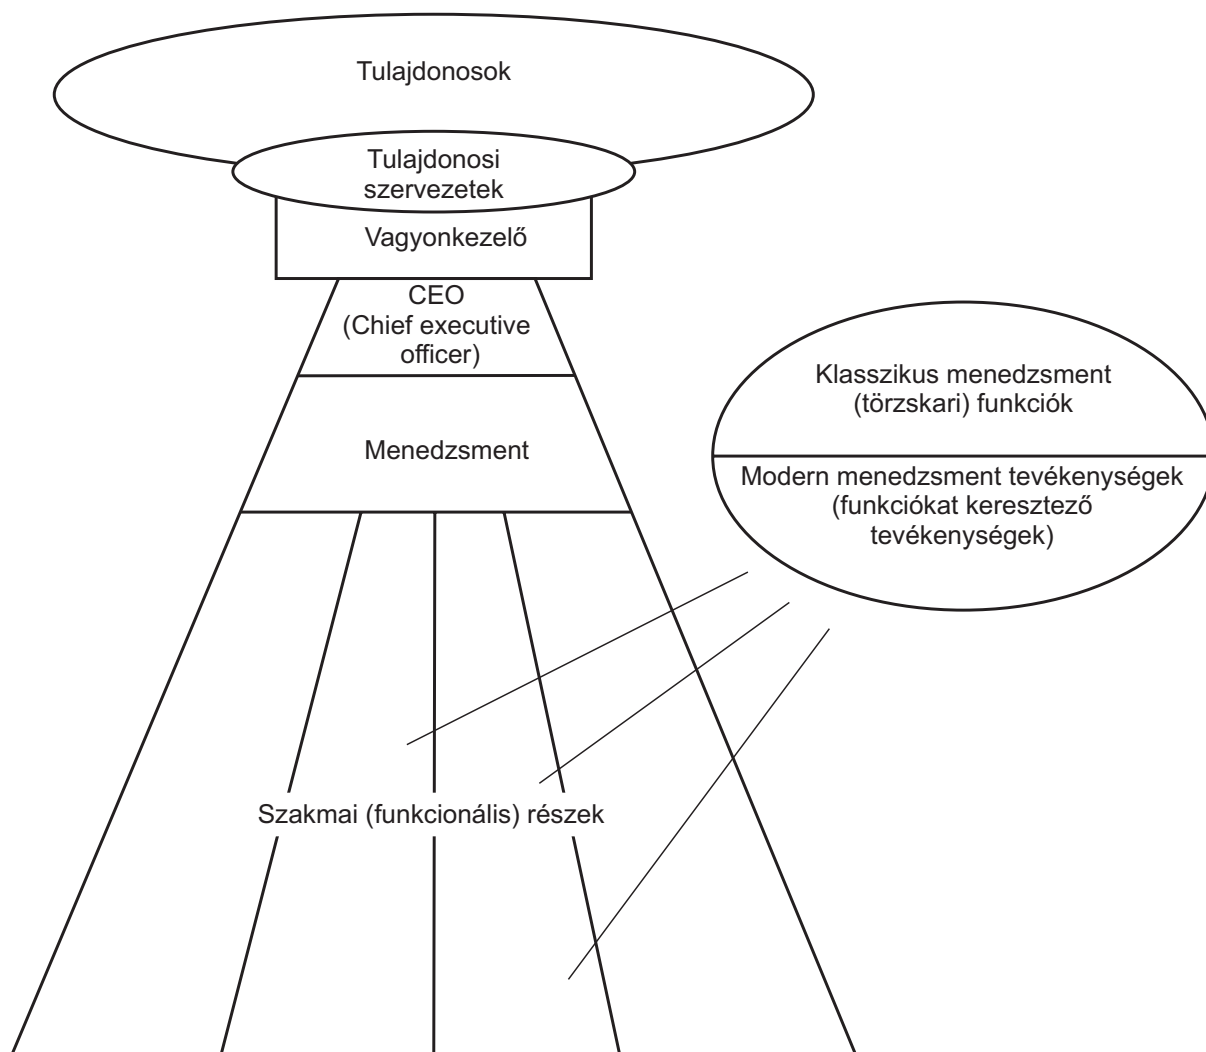 Tulajdonosok
Tulajdonosi
szervezetek
Vagyonkezelő
CEO
(Chief executive
officer)
Menedzsment
Klasszikus menedzsment
(törzskari) funkciók
Modern menedzsment tevékenységek
(funkciókat keresztező
tevékenységek)
Szakmai (funkcionális) részek